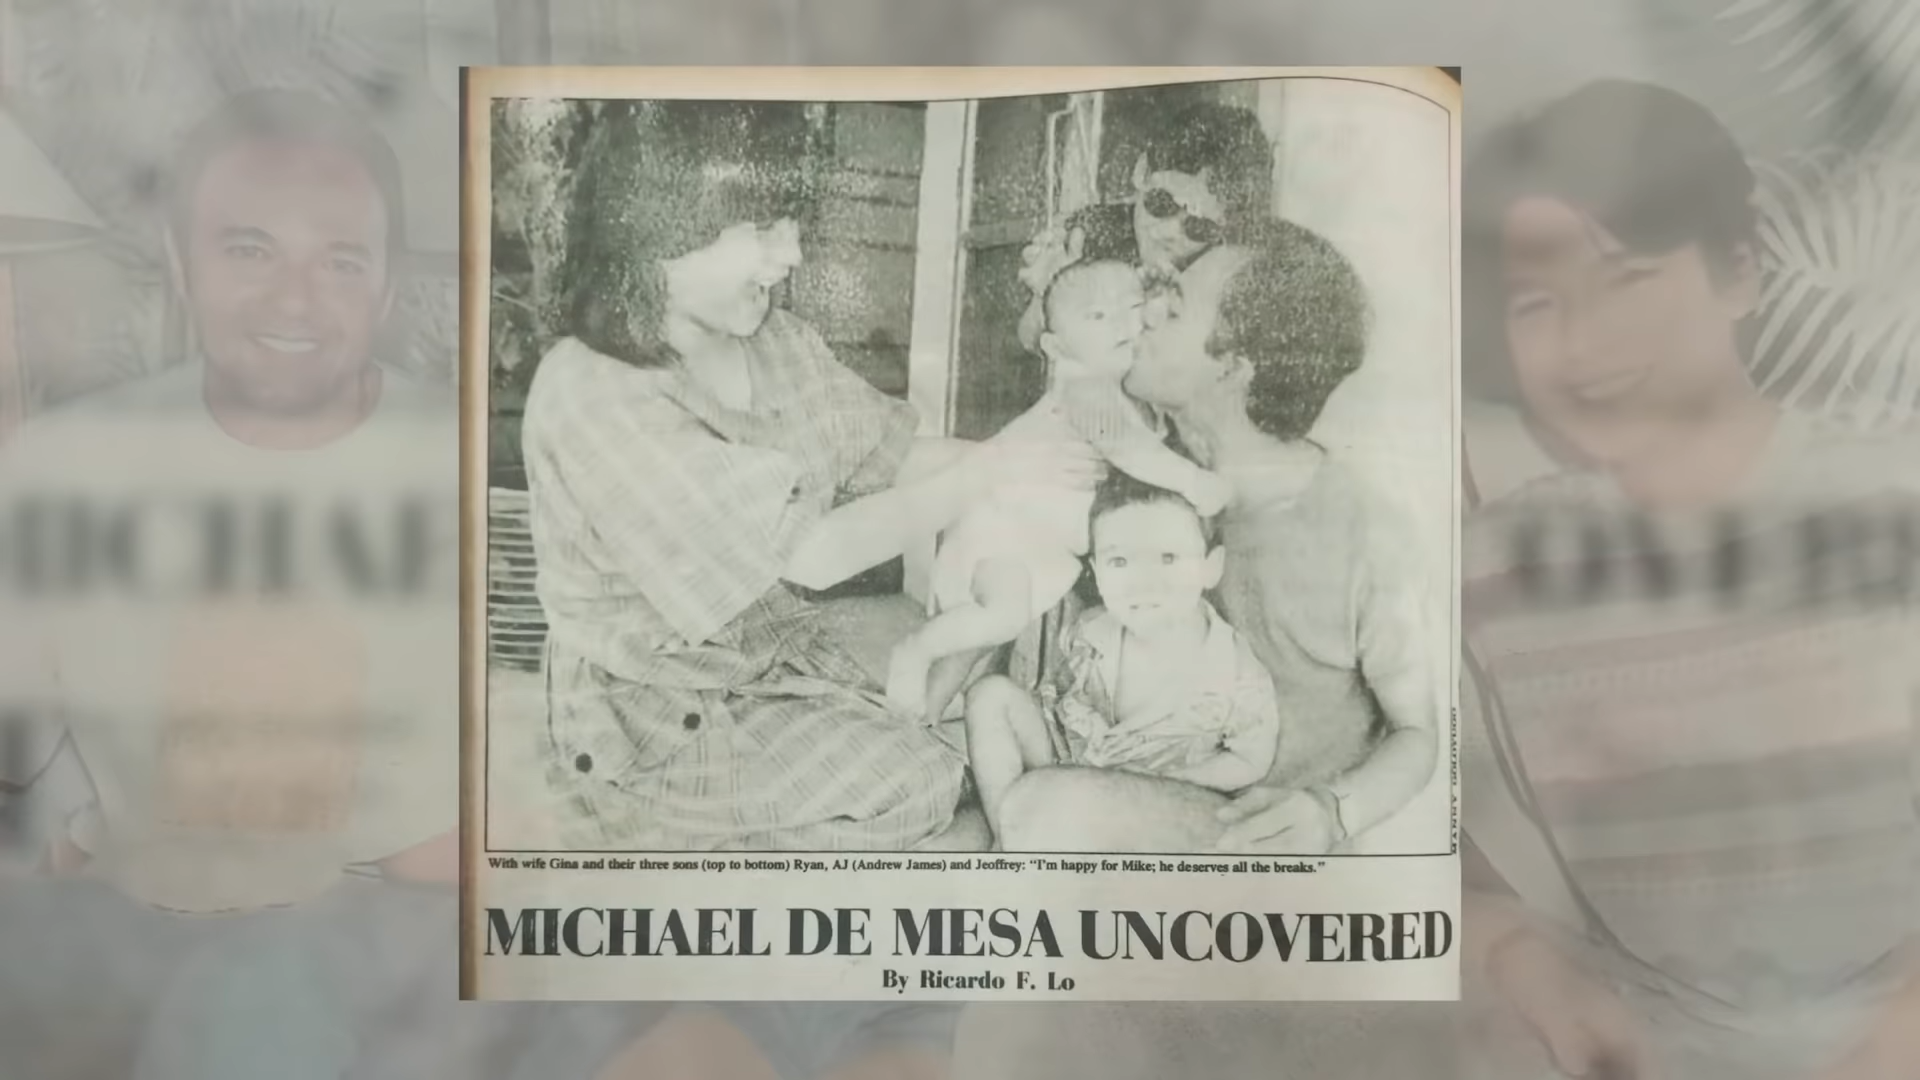 With wife Gina and their three sons (top to bottom) Ryan, AJ (Andrew James) and Jeoffrey: "I'm happy for Mike; he deserves all the breaks."
MICHAEL DE MESA UNCOVERED
By Ricardo F. Lo